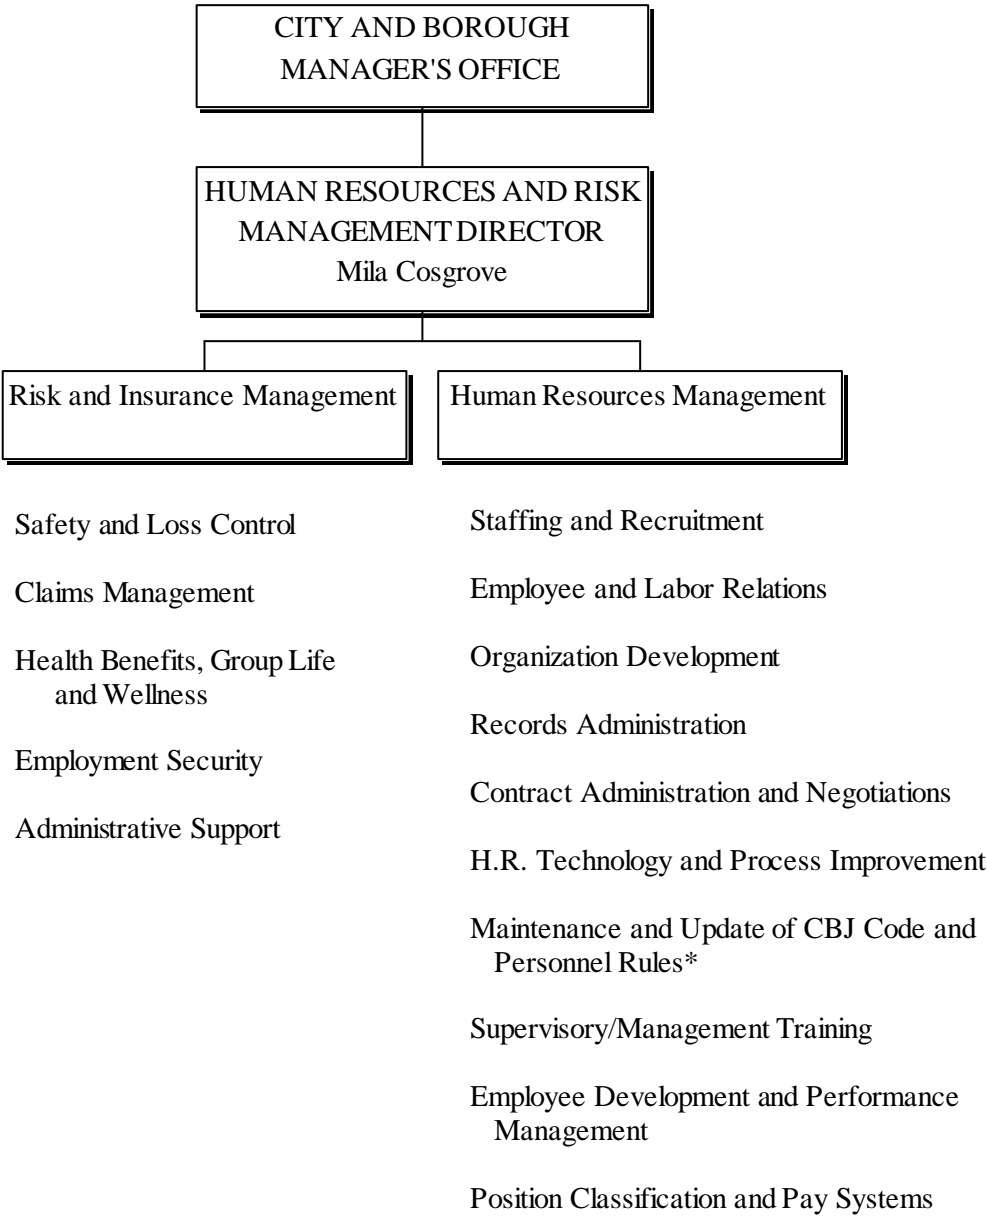 CITY AND BOROUGH
MANAGER'S OFFICE
HUMAN RESOURCES AND RISK
MANAGEMENT DIRECTOR
Mila Cosgrove
Risk and Insurance Management
Human Resources Management
Safety and Loss Control
Claims Management
Health Benefits, Group Life
and Wellness
Employment Security
Administrative Support
Staffing and Recruitment
Employee and Labor Relations
Organization Development
Records Administration
Contract Administration and Negotiations
H.R. Technology and Process Improvement
Maintenance and Update of CBJ Code and
Personnel Rules*
Supervisory/Management Training
Employee Development and Performance
Management
Position Classification and Pay Systems